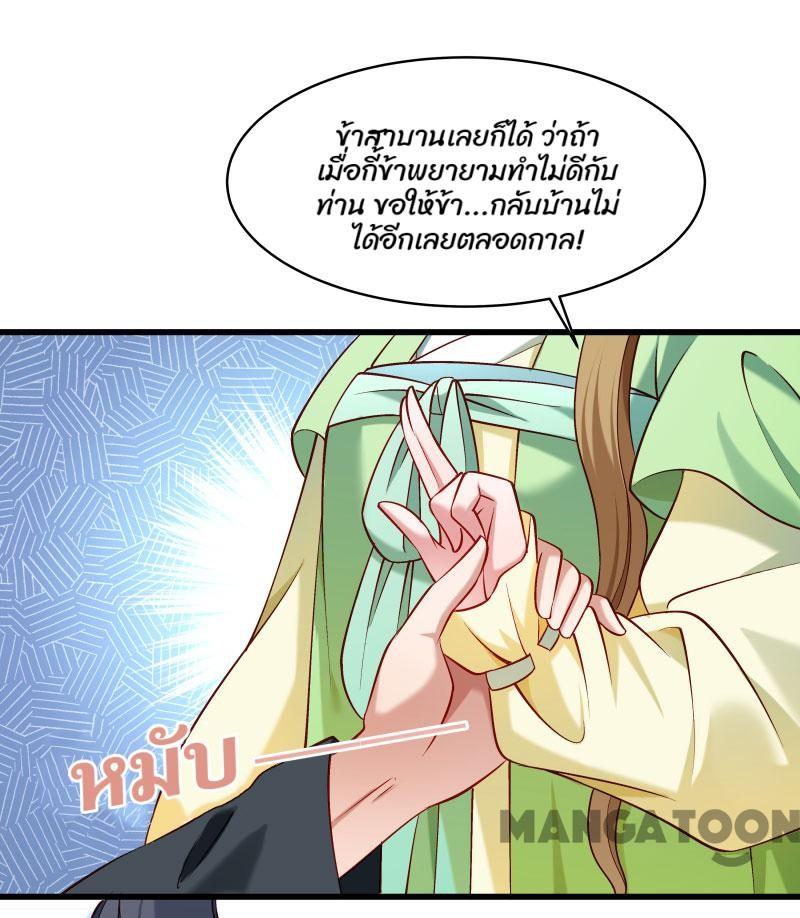 ข้าสาบานเลยก็ได้ ว่าถ้า
เมื่อกี้ข้าพยายามทำไม่ดีกับ
ท่าน ขอให้ข้า...กลับบ้านไม่
ได้อีกเลยตลอดกาล!
หมับ
MANGATOON